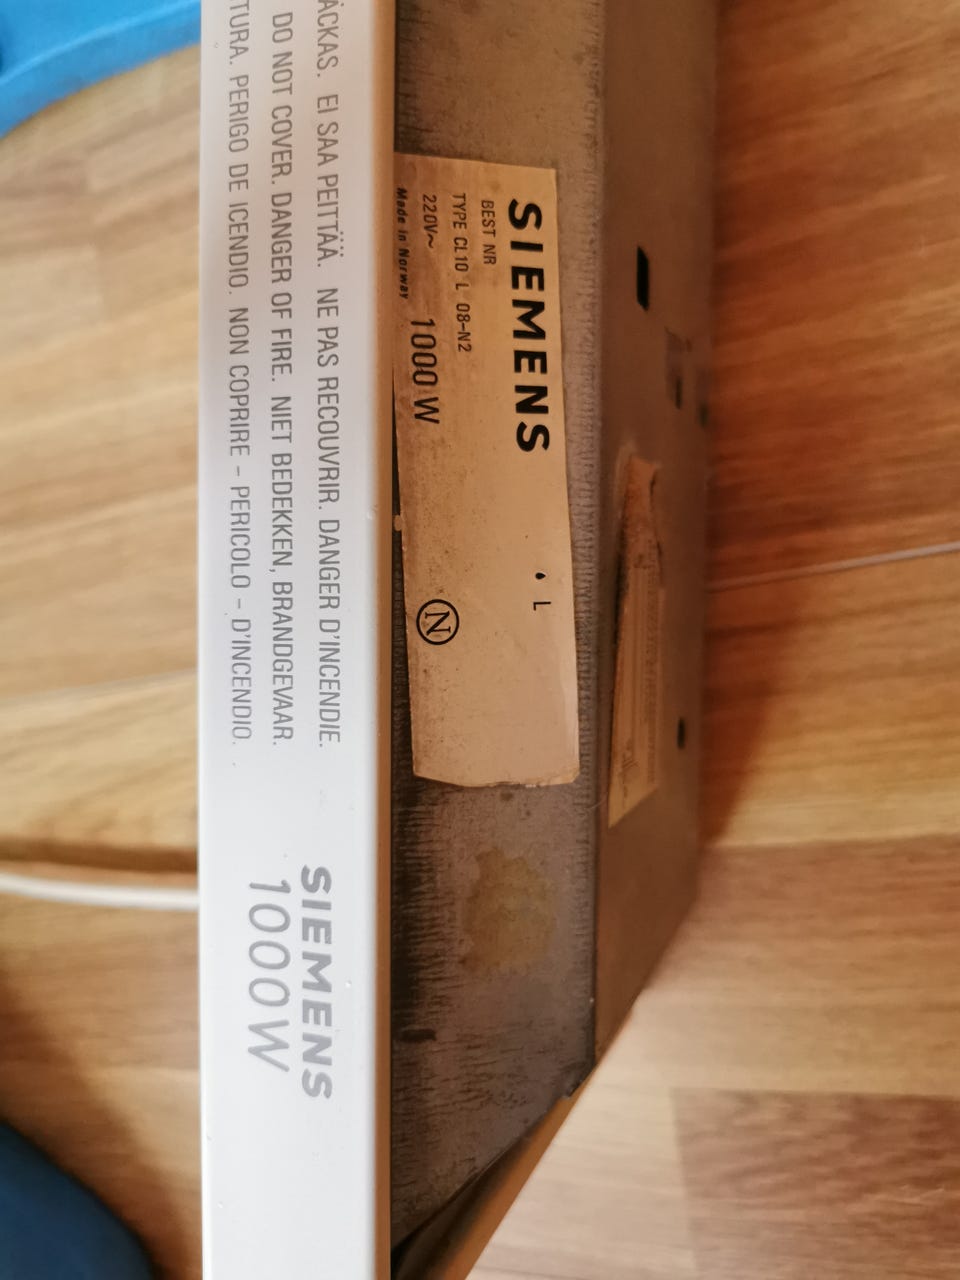 ÄCKAS. EI SAA PEITTÄÄ. NE PAS RECOUVRIR. DANGER D'INCENDIE.
DO NOT COVER. DANGER OF FIRE. NIET BEDEKKEN, BRANDGEVAAR.
TURA. PERIGO DE ICENDIO. NON COPRIRE - PERICOLO - D'INCENDIO.
SIEMENS
1000W
SIEMENS
BEST NR L
TYPE CL10 L 08-N2
220V~ 1000 W N
Made in Norway